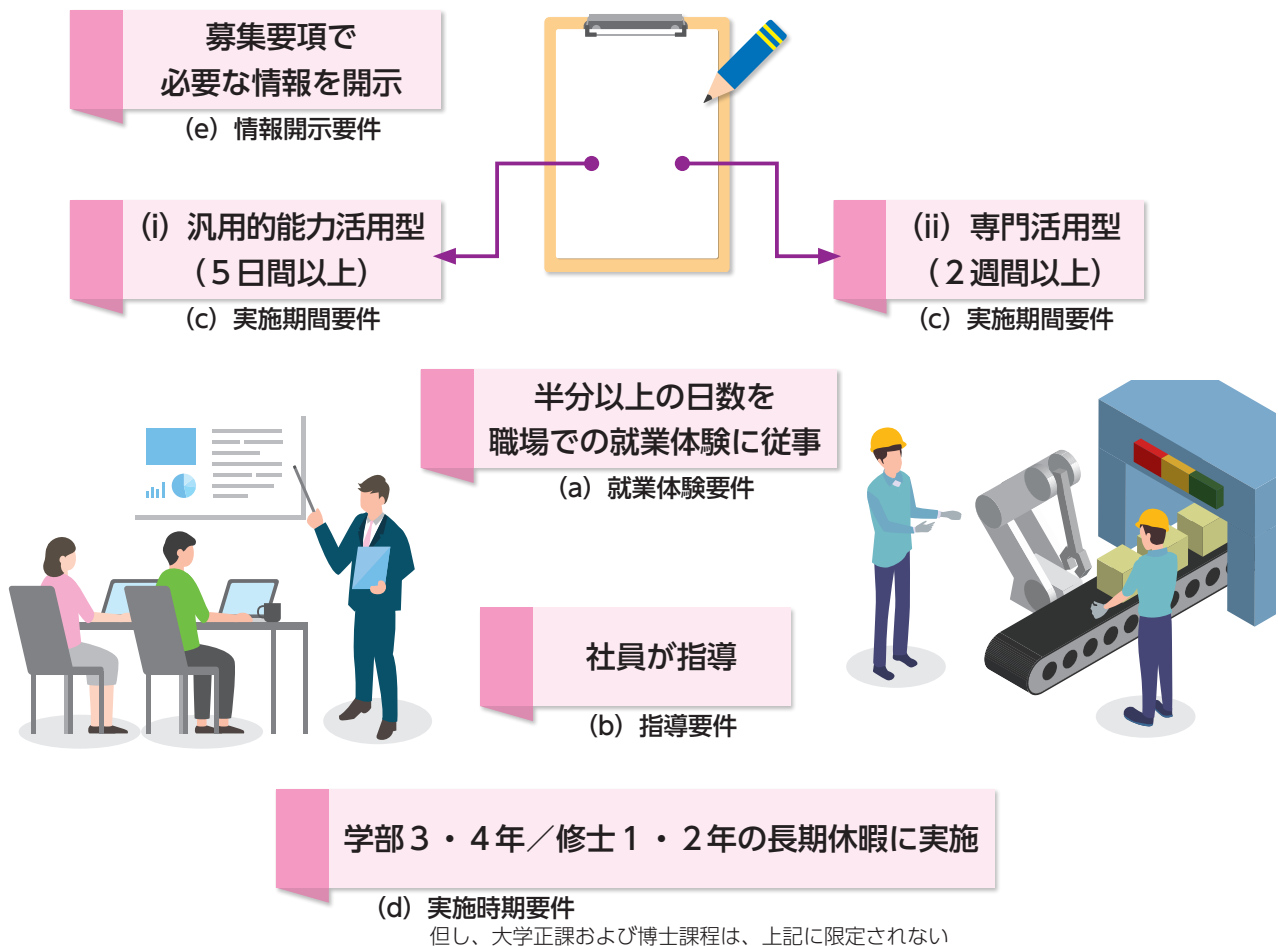 募集要項で
必要な情報を開示
（e）情報開示要件
（i）汎用的能力活用型
（５日間以上）
（c）実施期間要件
（ii）専門活用型
（２週間以上）
（c）実施期間要件
半分以上の日数を
職場での就業体験に従事
（a）就業体験要件
社員が指導
（b）指導要件
学部３・４年／修士１・２年の長期休暇に実施
（d）実施時期要件
但し、大学正課および博士課程は、上記に限定されない